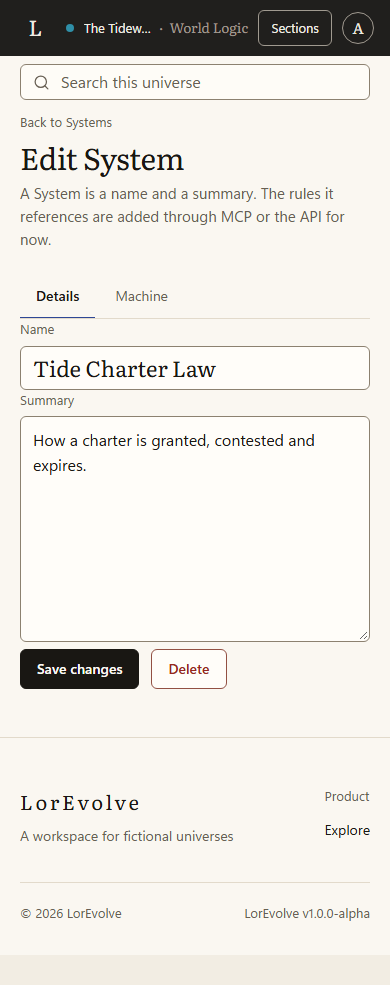 L
The Tidew... · World Logic
Sections
A
Search this universe
Back to Systems
Edit System
A System is a name and a summary. The rules it
references are added through MCP or the API for
now.
Details
Machine
Name
Tide Charter Law
Summary
How a charter is granted, contested and
expires.
Save changes
Delete
LorEvolve
A workspace for fictional universes
Product
Explore
© 2026 LorEvolve
LorEvolve v1.0.0-alpha